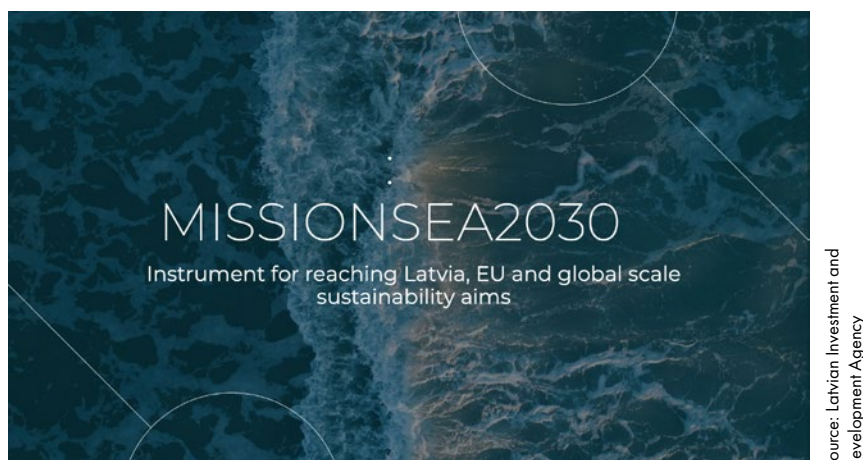 MISSIONSEA2030
Instrument for reaching Latvia, EU and global scale
sustainability aims
ource: Latvian Investment and
evelopment Agency